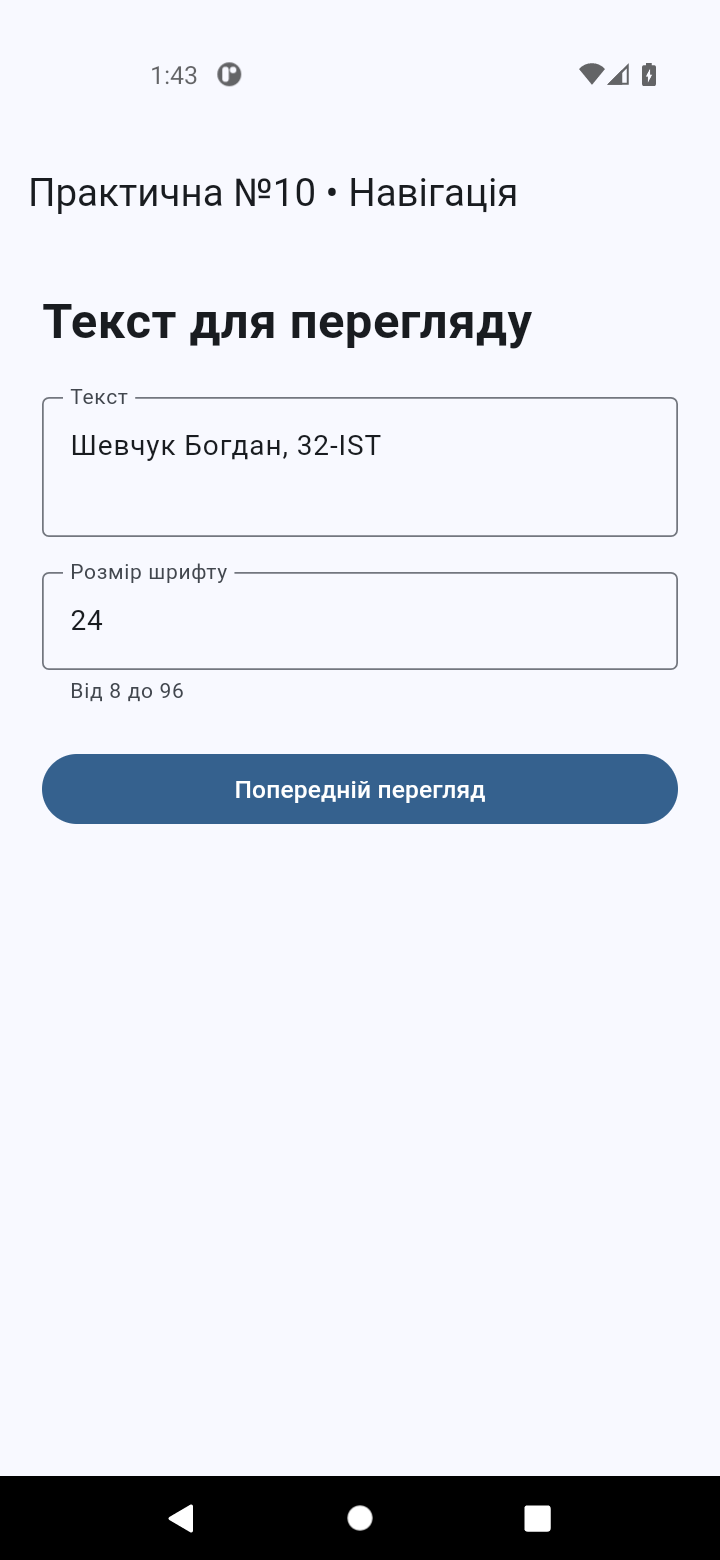 1:43
Практична №10 • Навігація
Текст для перегляду
Текст
Шевчук Богдан, 32-IST
Розмір шрифту
24
Від 8 до 96
Попередній перегляд